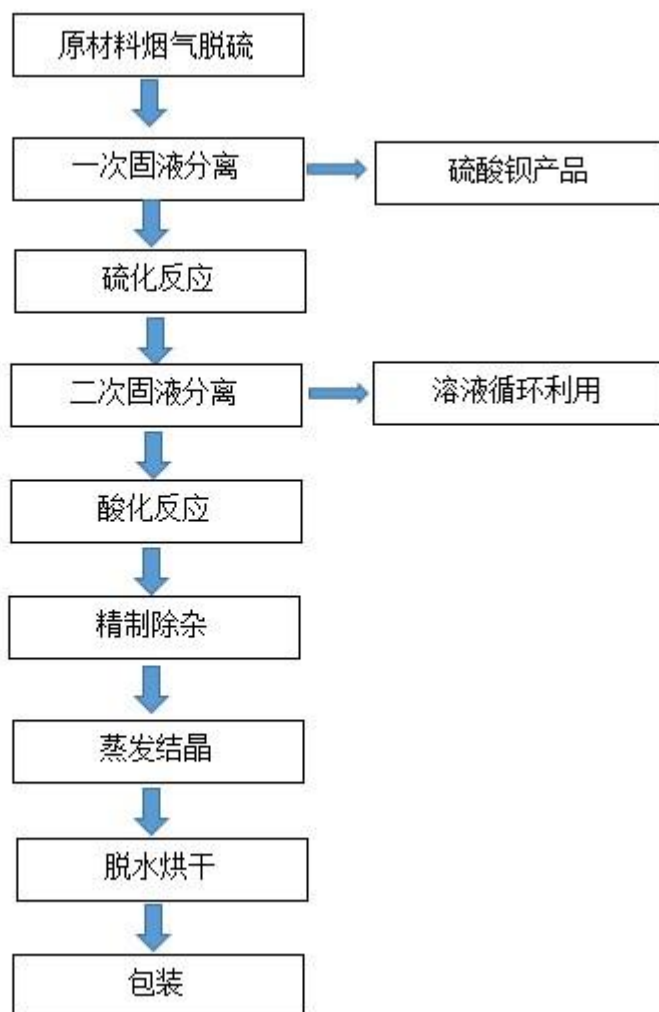 原材料烟气脱硫
一次固液分离
硫酸钡产品
硫化反应
二次固液分离
溶液循环利用
酸化反应
精制除杂
蒸发结晶
脱水烘干
包装